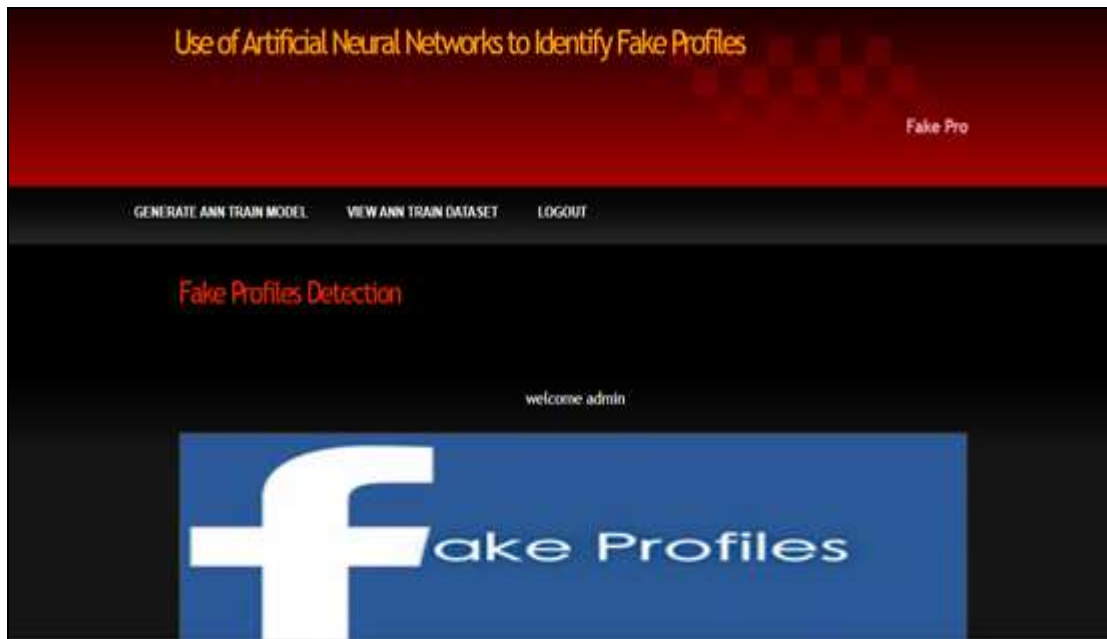 Use of Artificial Neural Networks to Identify Fake Profiles
Fake Pro
GENERATE ANN TRAIN MODEL VIEW ANN TRAIN DATASET LOGOUT
Fake Profiles Detection
welcome admin
fake Profiles